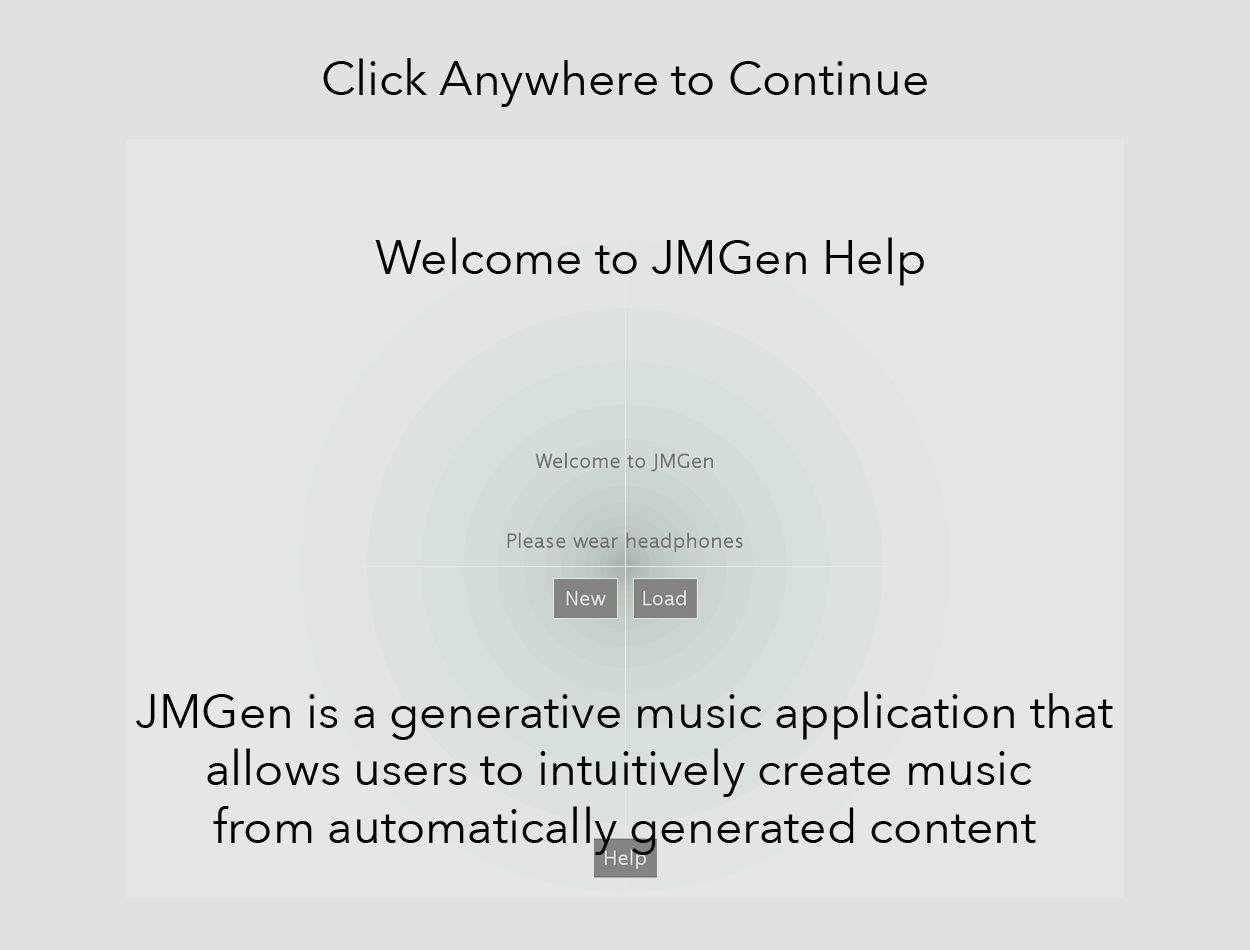 Click Anywhere to Continue
Welcome to JMGen Help
Welcome to JMGen
Please wear headphones
New Load
JMGen is a generative music application that
allows users to intuitively create music
from automatically generated content
Help